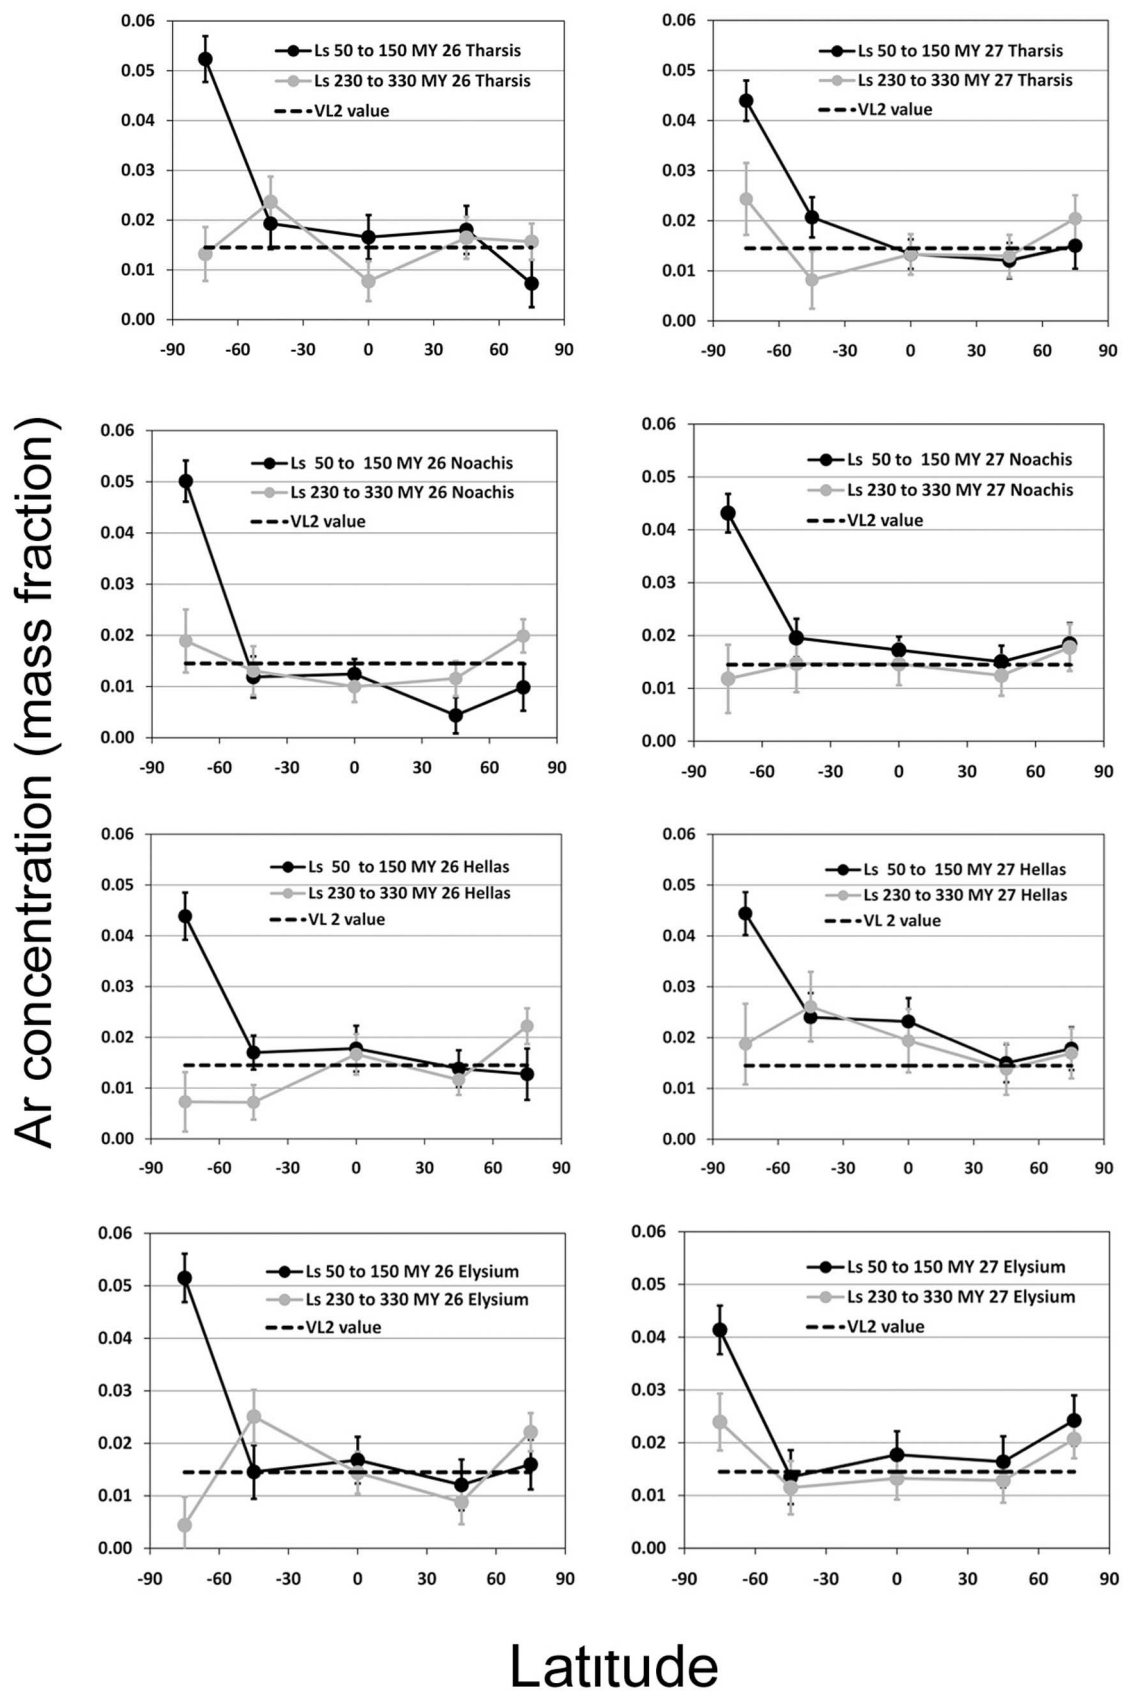 Ar concentration (mass fraction)
0.06
0.05
0.04
0.03
0.02
0.01
0.00
-90 -60 -30 0 30 60 90
Ls 50 to 150 MY 26 Tharsis
Ls 230 to 330 MY 26 Tharsis
VL2 value
0.06
0.05
0.04
0.03
0.02
0.01
0.00
-90 -60 -30 0 30 60 90
Ls 50 to 150 MY 27 Tharsis
Ls 230 to 330 MY 27 Tharsis
VL2 value
0.06
0.05
0.04
0.03
0.02
0.01
0.00
-90 -60 -30 0 30 60 90
Ls 50 to 150 MY 26 Noachis
Ls 230 to 330 MY 26 Noachis
VL2 value
0.06
0.05
0.04
0.03
0.02
0.01
0.00
-90 -60 -30 0 30 60 90
Ls 50 to 150 MY 27 Noachis
Ls 230 to 330 MY 27 Noachis
VL2 value
0.06
0.05
0.04
0.03
0.02
0.01
0.00
-90 -60 -30 0 30 60 90
Ls 50 to 150 MY 26 Hellas
Ls 230 to 330 MY 26 Hellas
VL 2 value
0.06
0.05
0.04
0.03
0.02
0.01
0.00
-90 -60 -30 0 30 60 90
Ls 50 to 150 MY 27 Hellas
Ls 230 to 330 MY 27 Hellas
VL 2 value
0.06
0.05
0.04
0.03
0.02
0.01
0.00
-90 -60 -30 0 30 60 90
Ls 50 to 150 MY 26 Elysium
Ls 230 to 330 MY 26 Elysium
VL2 value
0.06
0.05
0.04
0.03
0.02
0.01
0.00
-90 -60 -30 0 30 60 90
Ls 50 to 150 MY 27 Elysium
Ls 230 to 330 MY 27 Elysium
VL2 value
Latitude